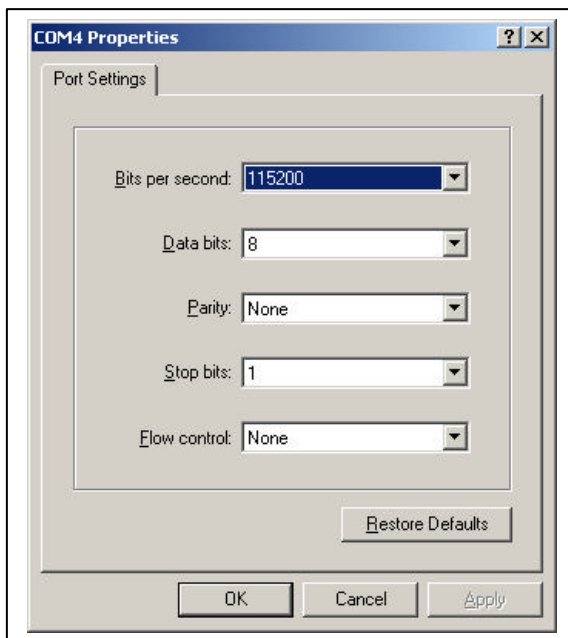 COM4 Properties
Port Settings
Bits per second: 115200
Data bits: 8
Parity: None
Stop bits: 1
Flow control: None
Restore Defaults
OK Cancel Apply